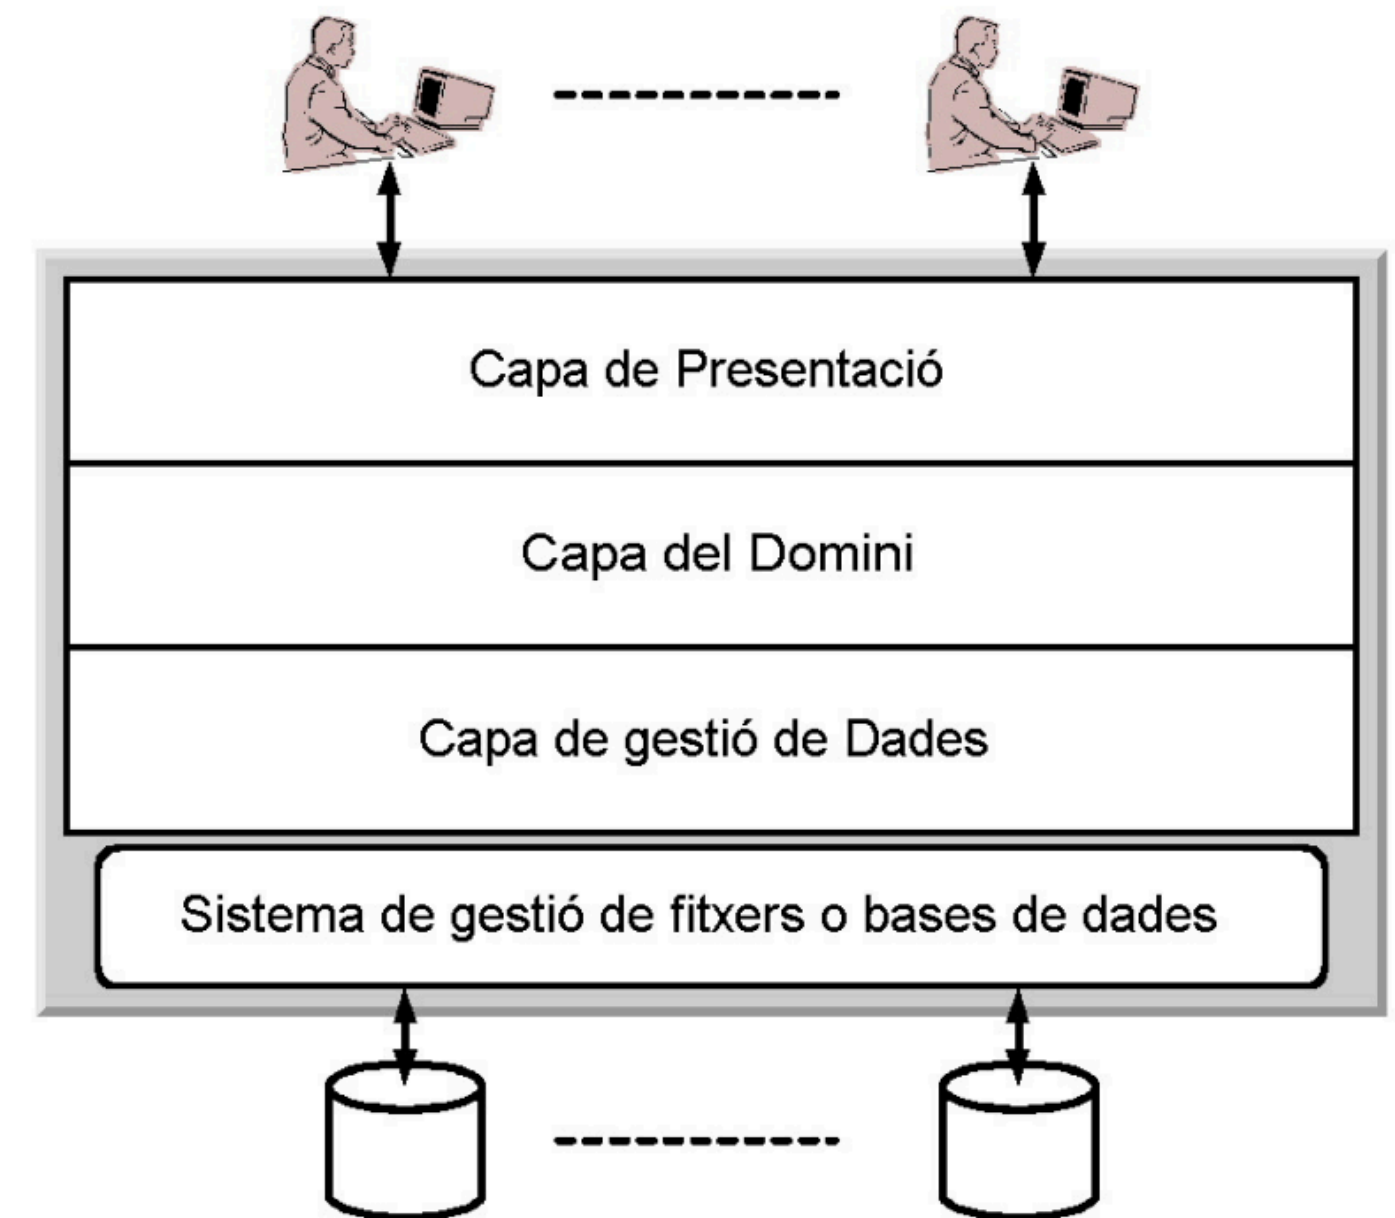 Capa de Presentació
Capa del Domini
Capa de gestió de Dades
Sistema de gestió de fitxers o bases de dades